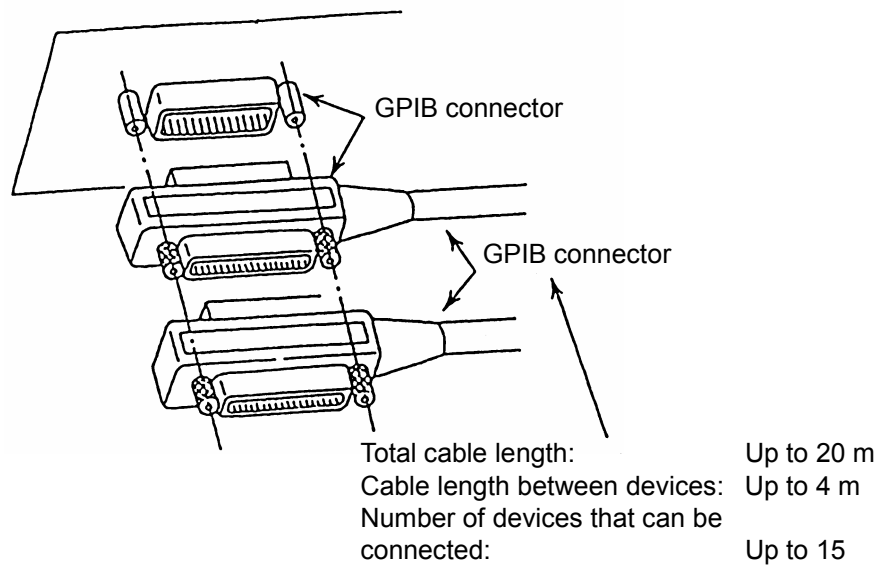 GPIB connector
GPIB connector
Total cable length: Up to 20 m
Cable length between devices: Up to 4 m
Number of devices that can be
connected: Up to 15